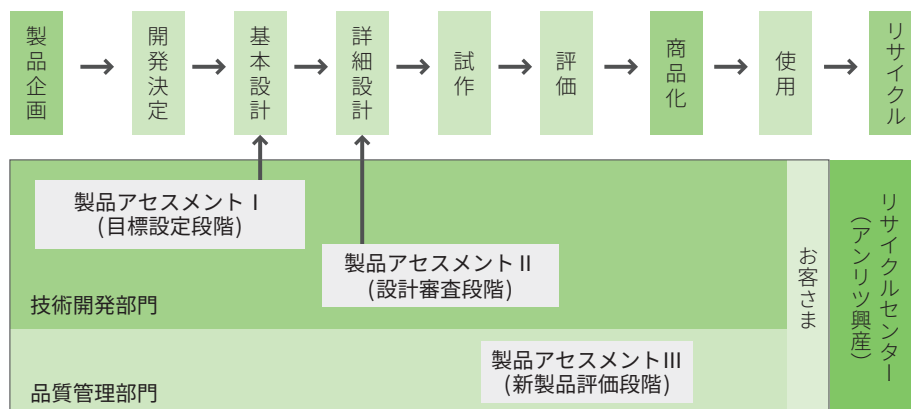 製品企画
開発決定
基本設計
詳細設計
試作
評価
商品化
使用
リサイクル
製品アセスメントⅠ
(目標設定段階)
製品アセスメントⅡ
(設計審査段階)
技術開発部門
製品アセスメントⅢ
(新製品評価段階)
品質管理部門
お客さま
リサイクルセンター
(アンリツ興産)